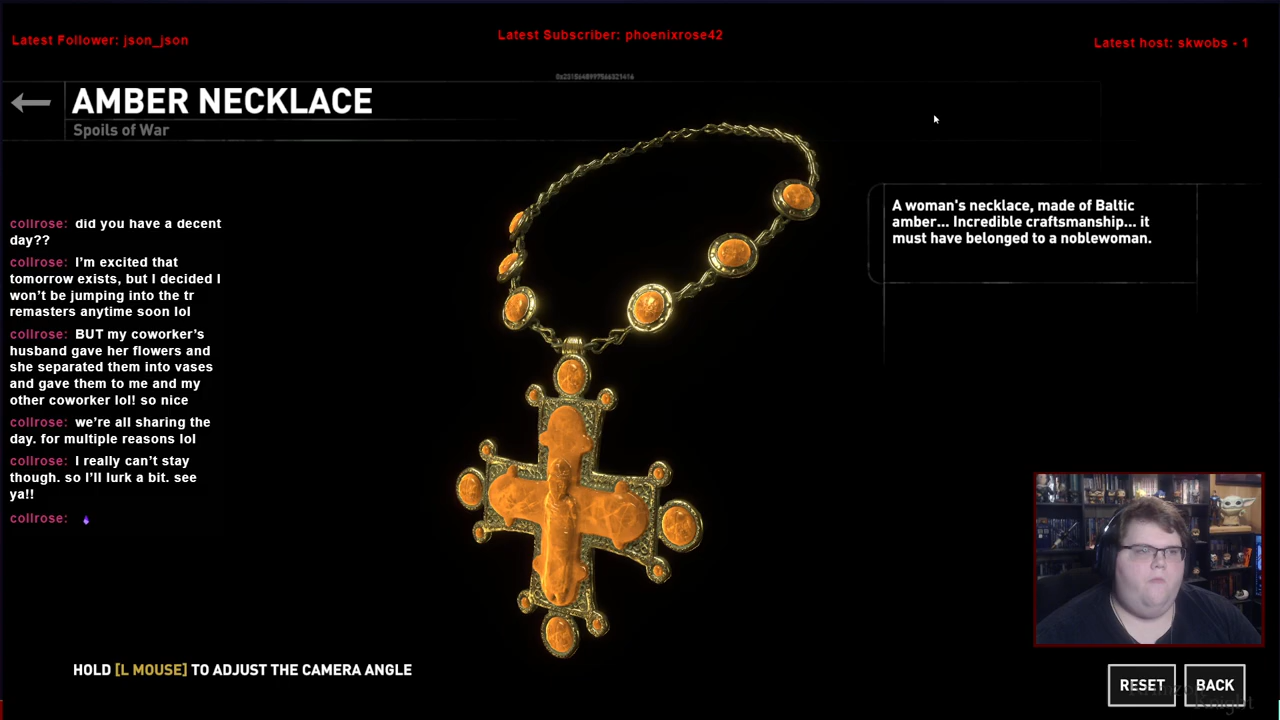 Latest Follower: json_json
Latest Subscriber: phoenixrose42
Latest host: skwobs - 1
AMBER NECKLACE
Spoils of War
collrose: did you have a decent
day??
collrose: I'm excited that
tomorrow exists, but I decided I
won't be jumping into the tr
remasters anytime soon lol
collrose: BUT my coworker's
husband gave her flowers and
she separated them into vases
and gave them to me and my
other coworker lol! so nice
collrose: we're all sharing the
day. for multiple reasons lol
collrose: I really can't stay
though. so I'll lurk a bit. see
ya!!
collrose:
A woman's necklace, made of Baltic
amber... Incredible craftsmanship... it
must have belonged to a noblewoman.
HOLD [L MOUSE] TO ADJUST THE CAMERA ANGLE
RESET
BACK